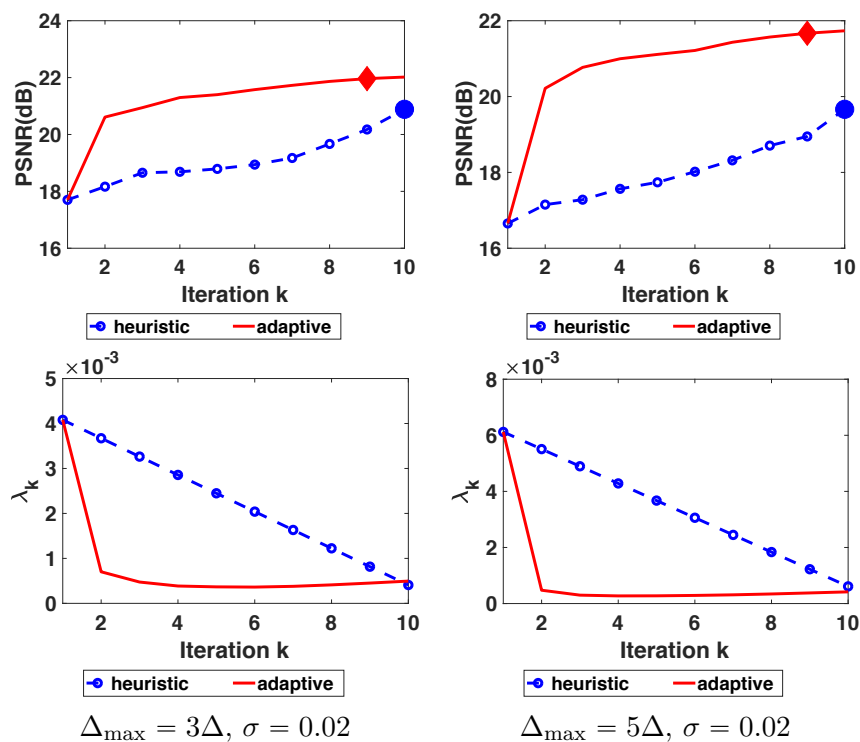 24
22
20
18
16
PSNR(dB)
2 4 6 8 10
Iteration k
heuristic adaptive
22
20
18
16
PSNR(dB)
2 4 6 8 10
Iteration k
heuristic adaptive
×10⁻³
5
4
3
2
1
0
λₖ
2 4 6 8 10
Iteration k
heuristic adaptive
×10⁻³
8
6
4
2
0
λₖ
2 4 6 8 10
Iteration k
heuristic adaptive
Δmax = 3Δ, σ = 0.02
Δmax = 5Δ, σ = 0.02